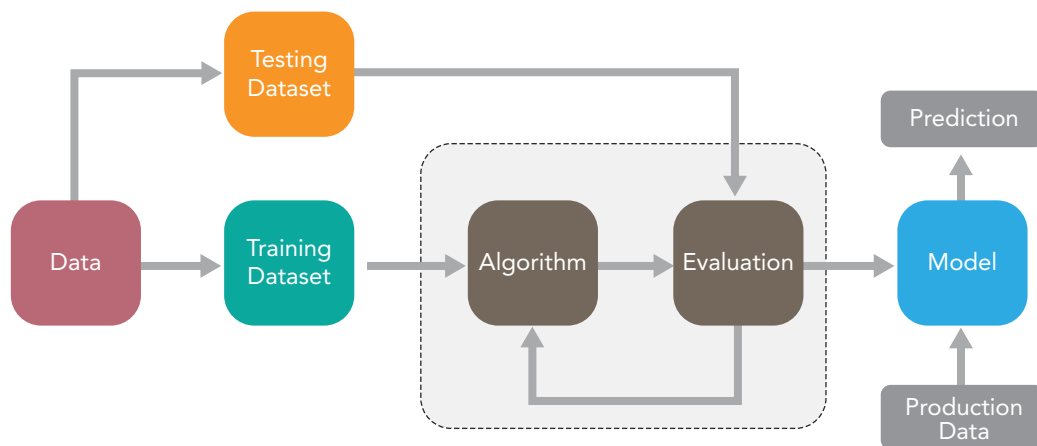 Testing
Dataset
Prediction
Data
Training
Dataset
Algorithm
Evaluation
Model
Production
Data